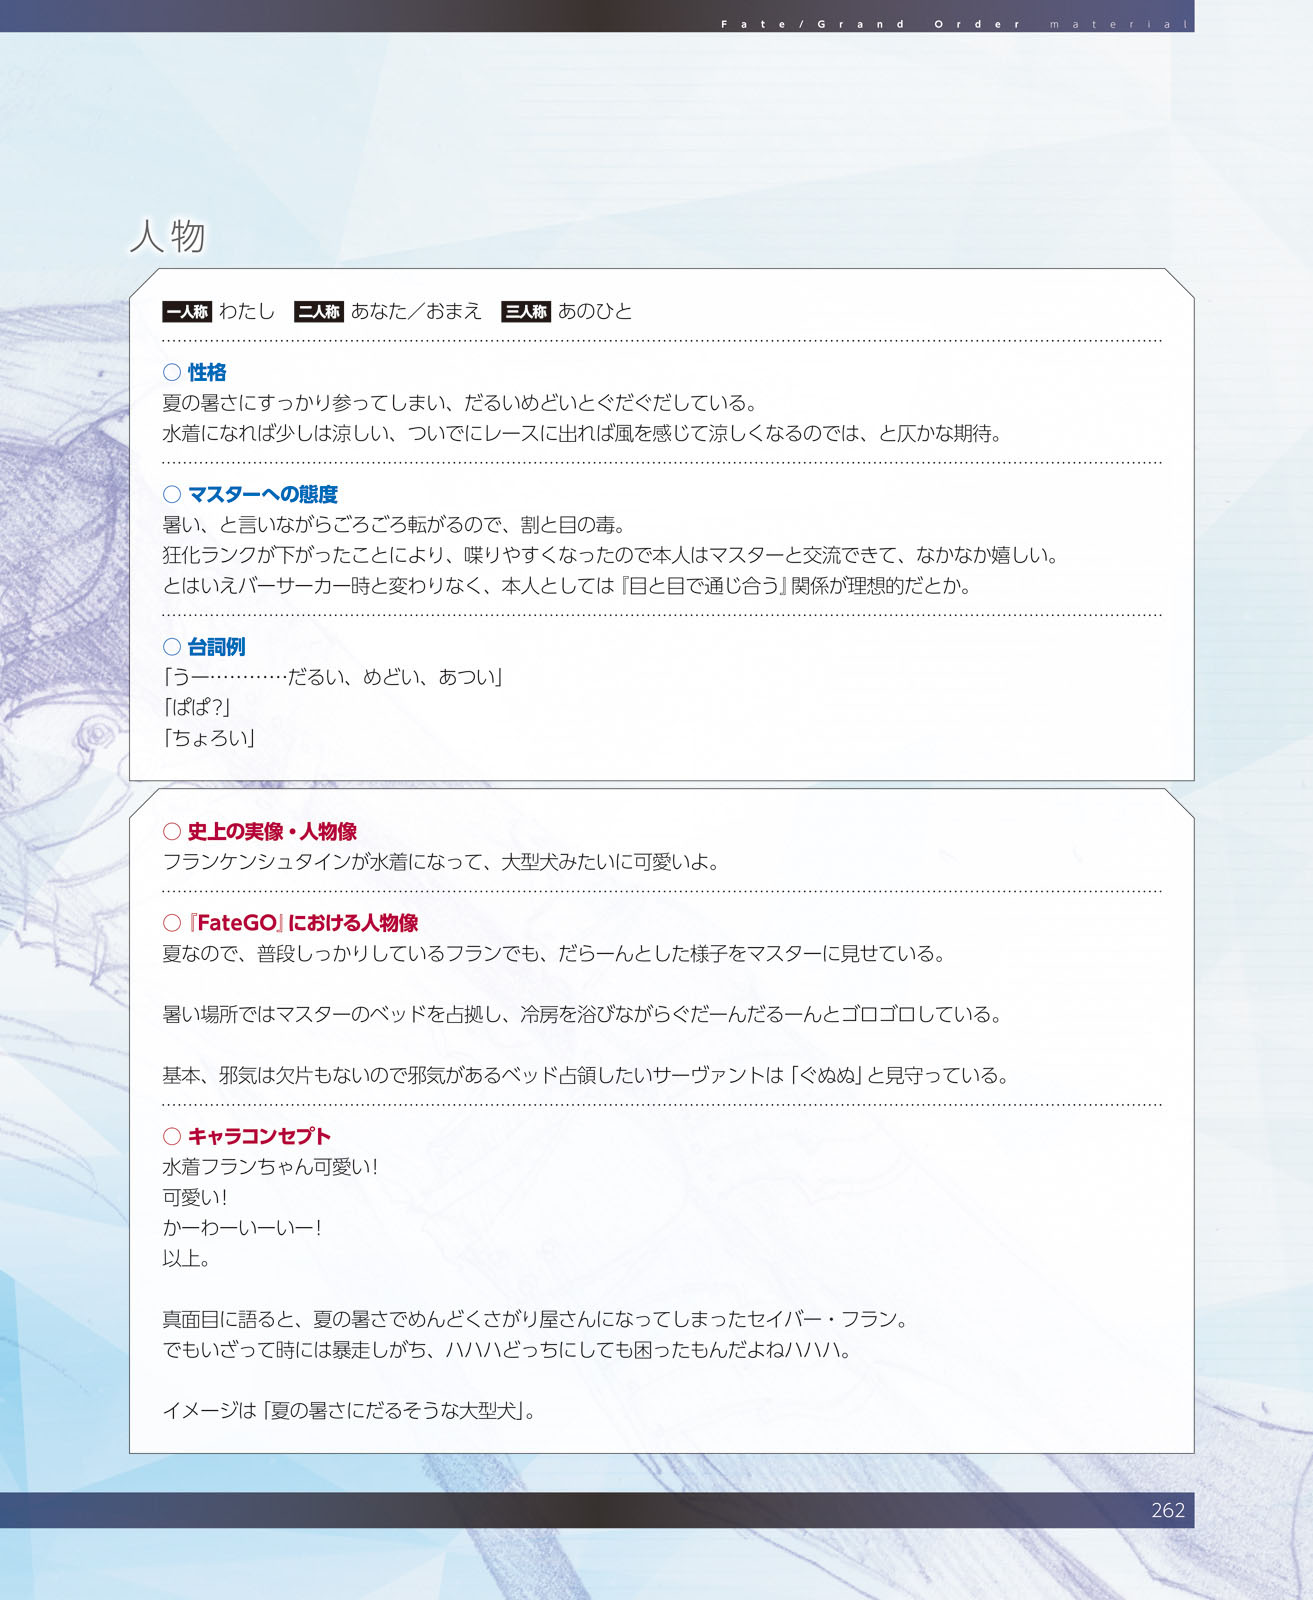 Fate/Grand Order material
人物
一人称 わたし 二人称 あなた／おまえ 三人称 あのひと
○ 性格
夏の暑さにすっかり参ってしまい、だるいめどいとぐだぐだしている。
水着になれば少しは涼しい、ついでにレースに出れば風を感じて涼しくなるのでは、と仄かな期待。
○ マスターへの態度
暑い、と言いながらごろごろ転がるので、割と目の毒。
狂化ランクが下がったことにより、喋りやすくなったので本人はマスターと交流できて、なかなか嬉しい。
とはいえバーサーカー時と変わりなく、本人としては『目と目で通じ合う』関係が理想的だとか。
○ 台詞例
「うー…………だるい、めどい、あつい」
「ぱぱ？」
「ちょろい」
○ 史上の実像・人物像
フランケンシュタインが水着になって、大型犬みたいに可愛いよ。
○ 『FateGO』における人物像
夏なので、普段しっかりしているフランでも、だらーんとした様子をマスターに見せている。
暑い場所ではマスターのベッドを占拠し、冷房を浴びながらぐだーんだるーんとゴロゴロしている。
基本、邪気は欠片もないので邪気があるベッド占領したいサーヴァントは「ぐぬぬ」と見守っている。
○ キャラコンセプト
水着フランちゃん可愛い！
可愛い！
かーわーいーいー！
以上。
真面目に語ると、夏の暑さでめんどくさがり屋さんになってしまったセイバー・フラン。
でもいざって時には暴走しがち、ハハハどっちにしても困ったもんだよねハハハ。
イメージは「夏の暑さにだるそうな大型犬」。
262